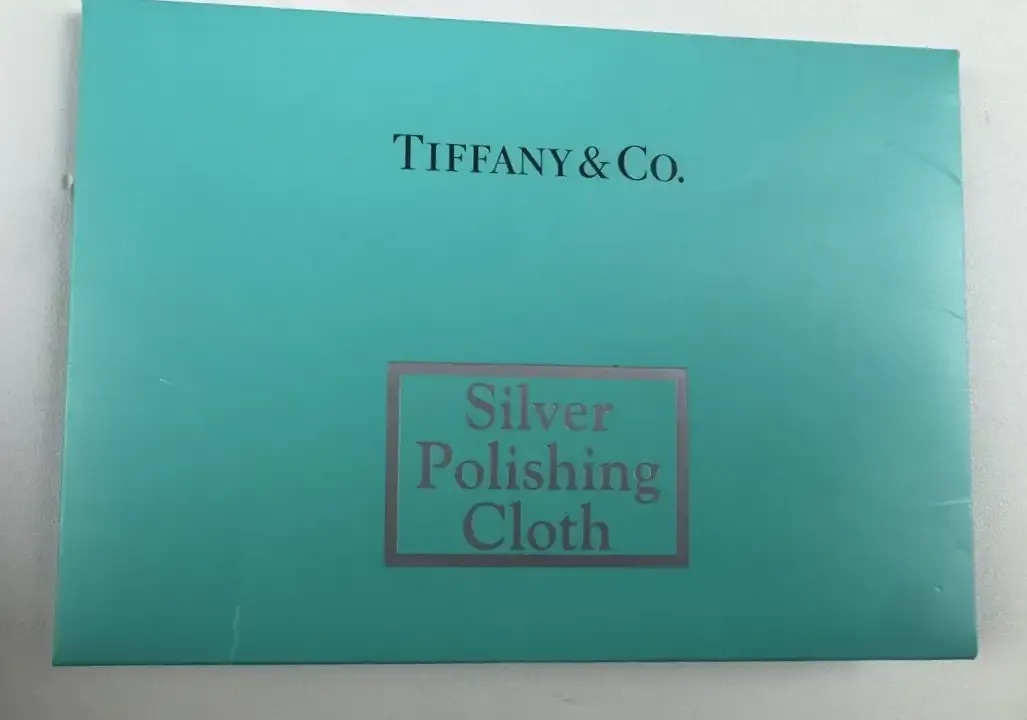 TIFFANY & CO.
Silver
Polishing
Cloth